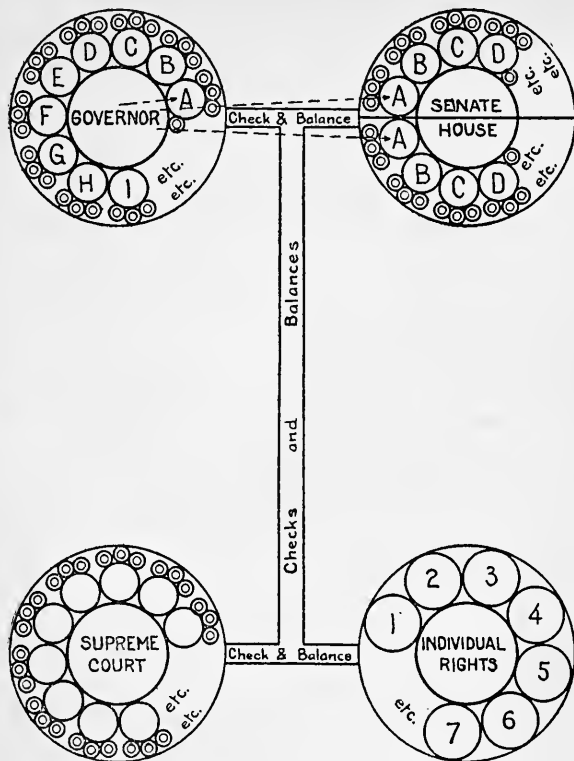 D C B
E A
F GOVERNOR
G
H I
etc.
etc.
Check & Balance
B C D
etc.
etc.
A SENATE
A HOUSE
B C D
etc.
etc.
Checks and Balances
SUPREME
COURT
etc.
etc.
Check & Balance
1 2 3 4 5 6 7
INDIVIDUAL
RIGHTS
etc.